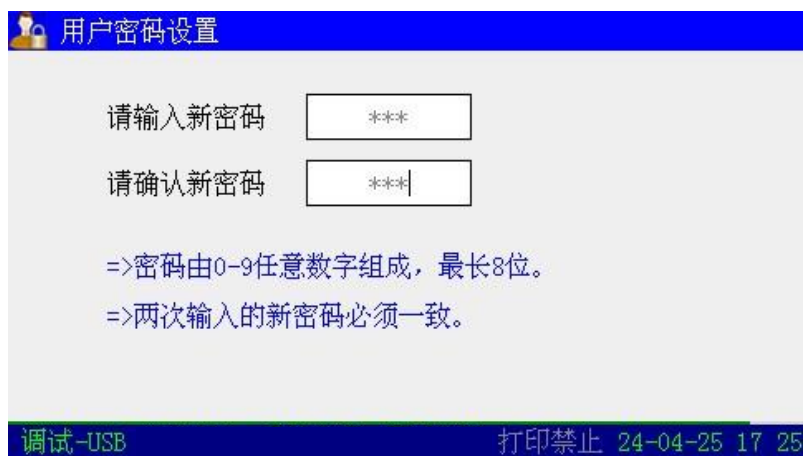 用户密码设置
请输入新密码 ***
请确认新密码 ***
=>密码由0-9任意数字组成，最长8位。
=>两次输入的新密码必须一致。
调试-USB 打印禁止 24-04-25 17 25